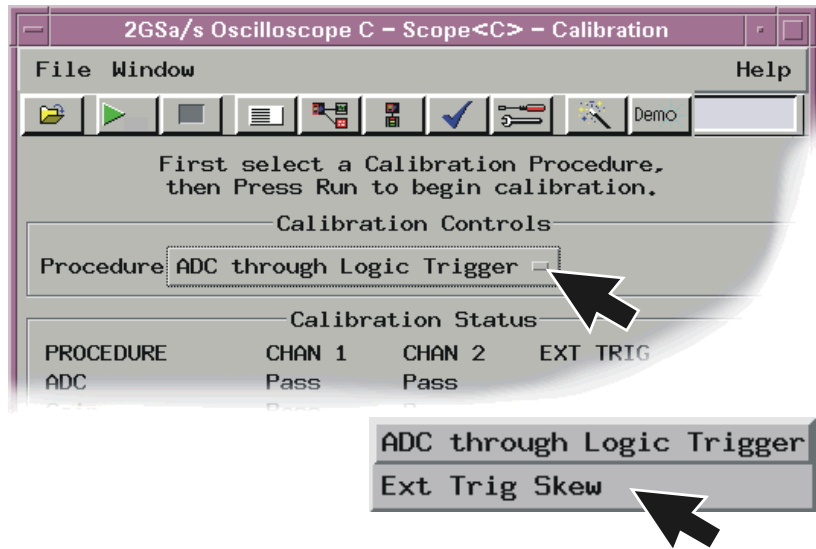 2GSa/s Oscilloscope C – Scope<C> – Calibration
File Window Help
Demo
First select a Calibration Procedure,
then Press Run to begin calibration.
Calibration Controls
Procedure ADC through Logic Trigger
Calibration Status
PROCEDURE CHAN 1 CHAN 2 EXT TRIG
ADC Pass Pass
ADC through Logic Trigger
Ext Trig Skew